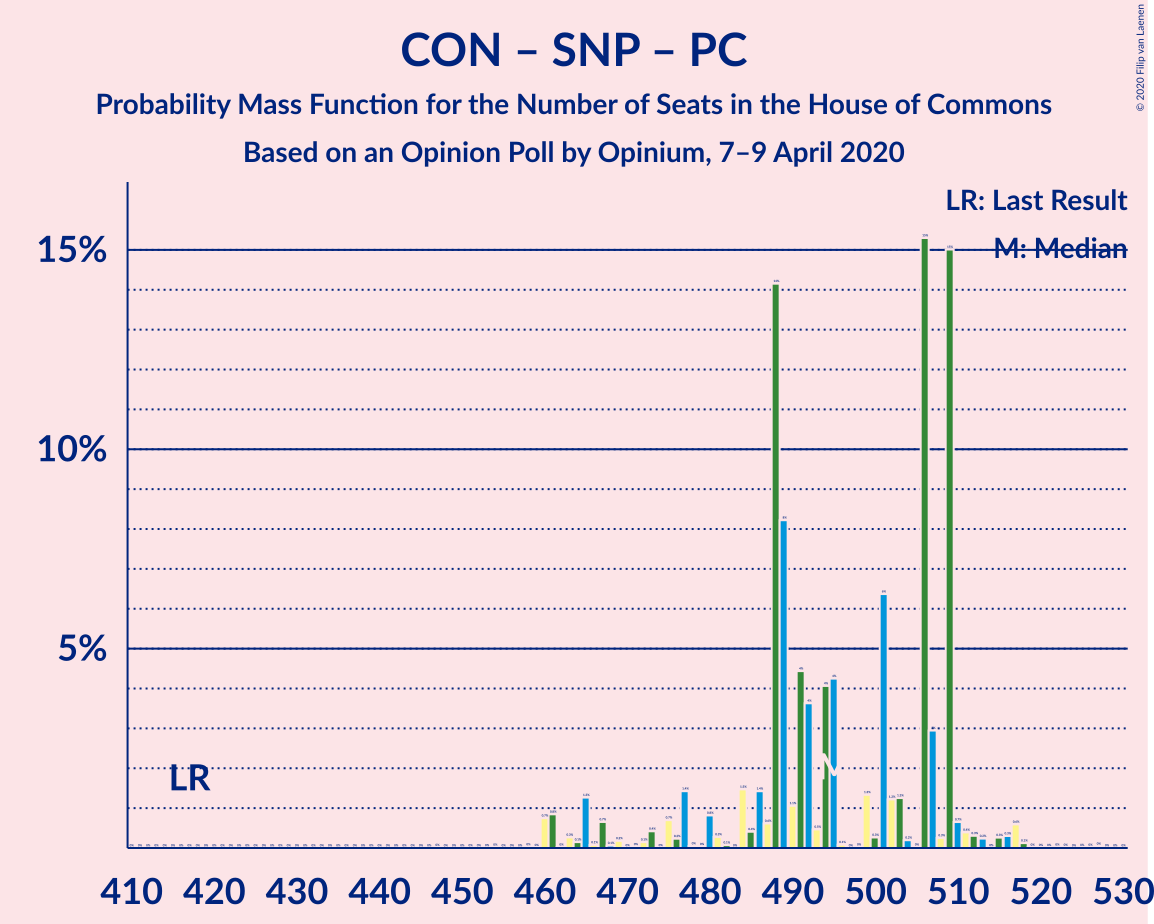 CON – SNP – PC
Probability Mass Function for the Number of Seats in the House of Commons
Based on an Opinion Poll by Opinium, 7–9 April 2020
© 2020 Filip van Laenen
LR: Last Result
M: Median
15%
10%
5%
LR
410 420 430 440 450 460 470 480 490 500 510 520 530